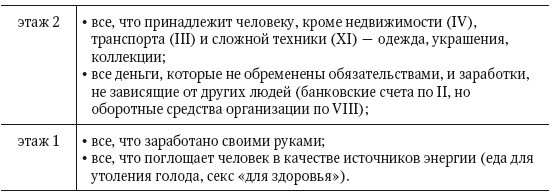 этаж 2
• все, что принадлежит человеку, кроме недвижимости (IV),
транспорта (III) и сложной техники (XI) — одежда, украшения,
коллекции;
• все деньги, которые не обременены обязательствами, и заработки,
не зависящие от других людей (банковские счета по II, но
оборотные средства организации по VIII);
этаж 1
• все, что заработано своими руками;
• все, что поглощает человек в качестве источников энергии (еда для
утоления голода, секс «для здоровья»).